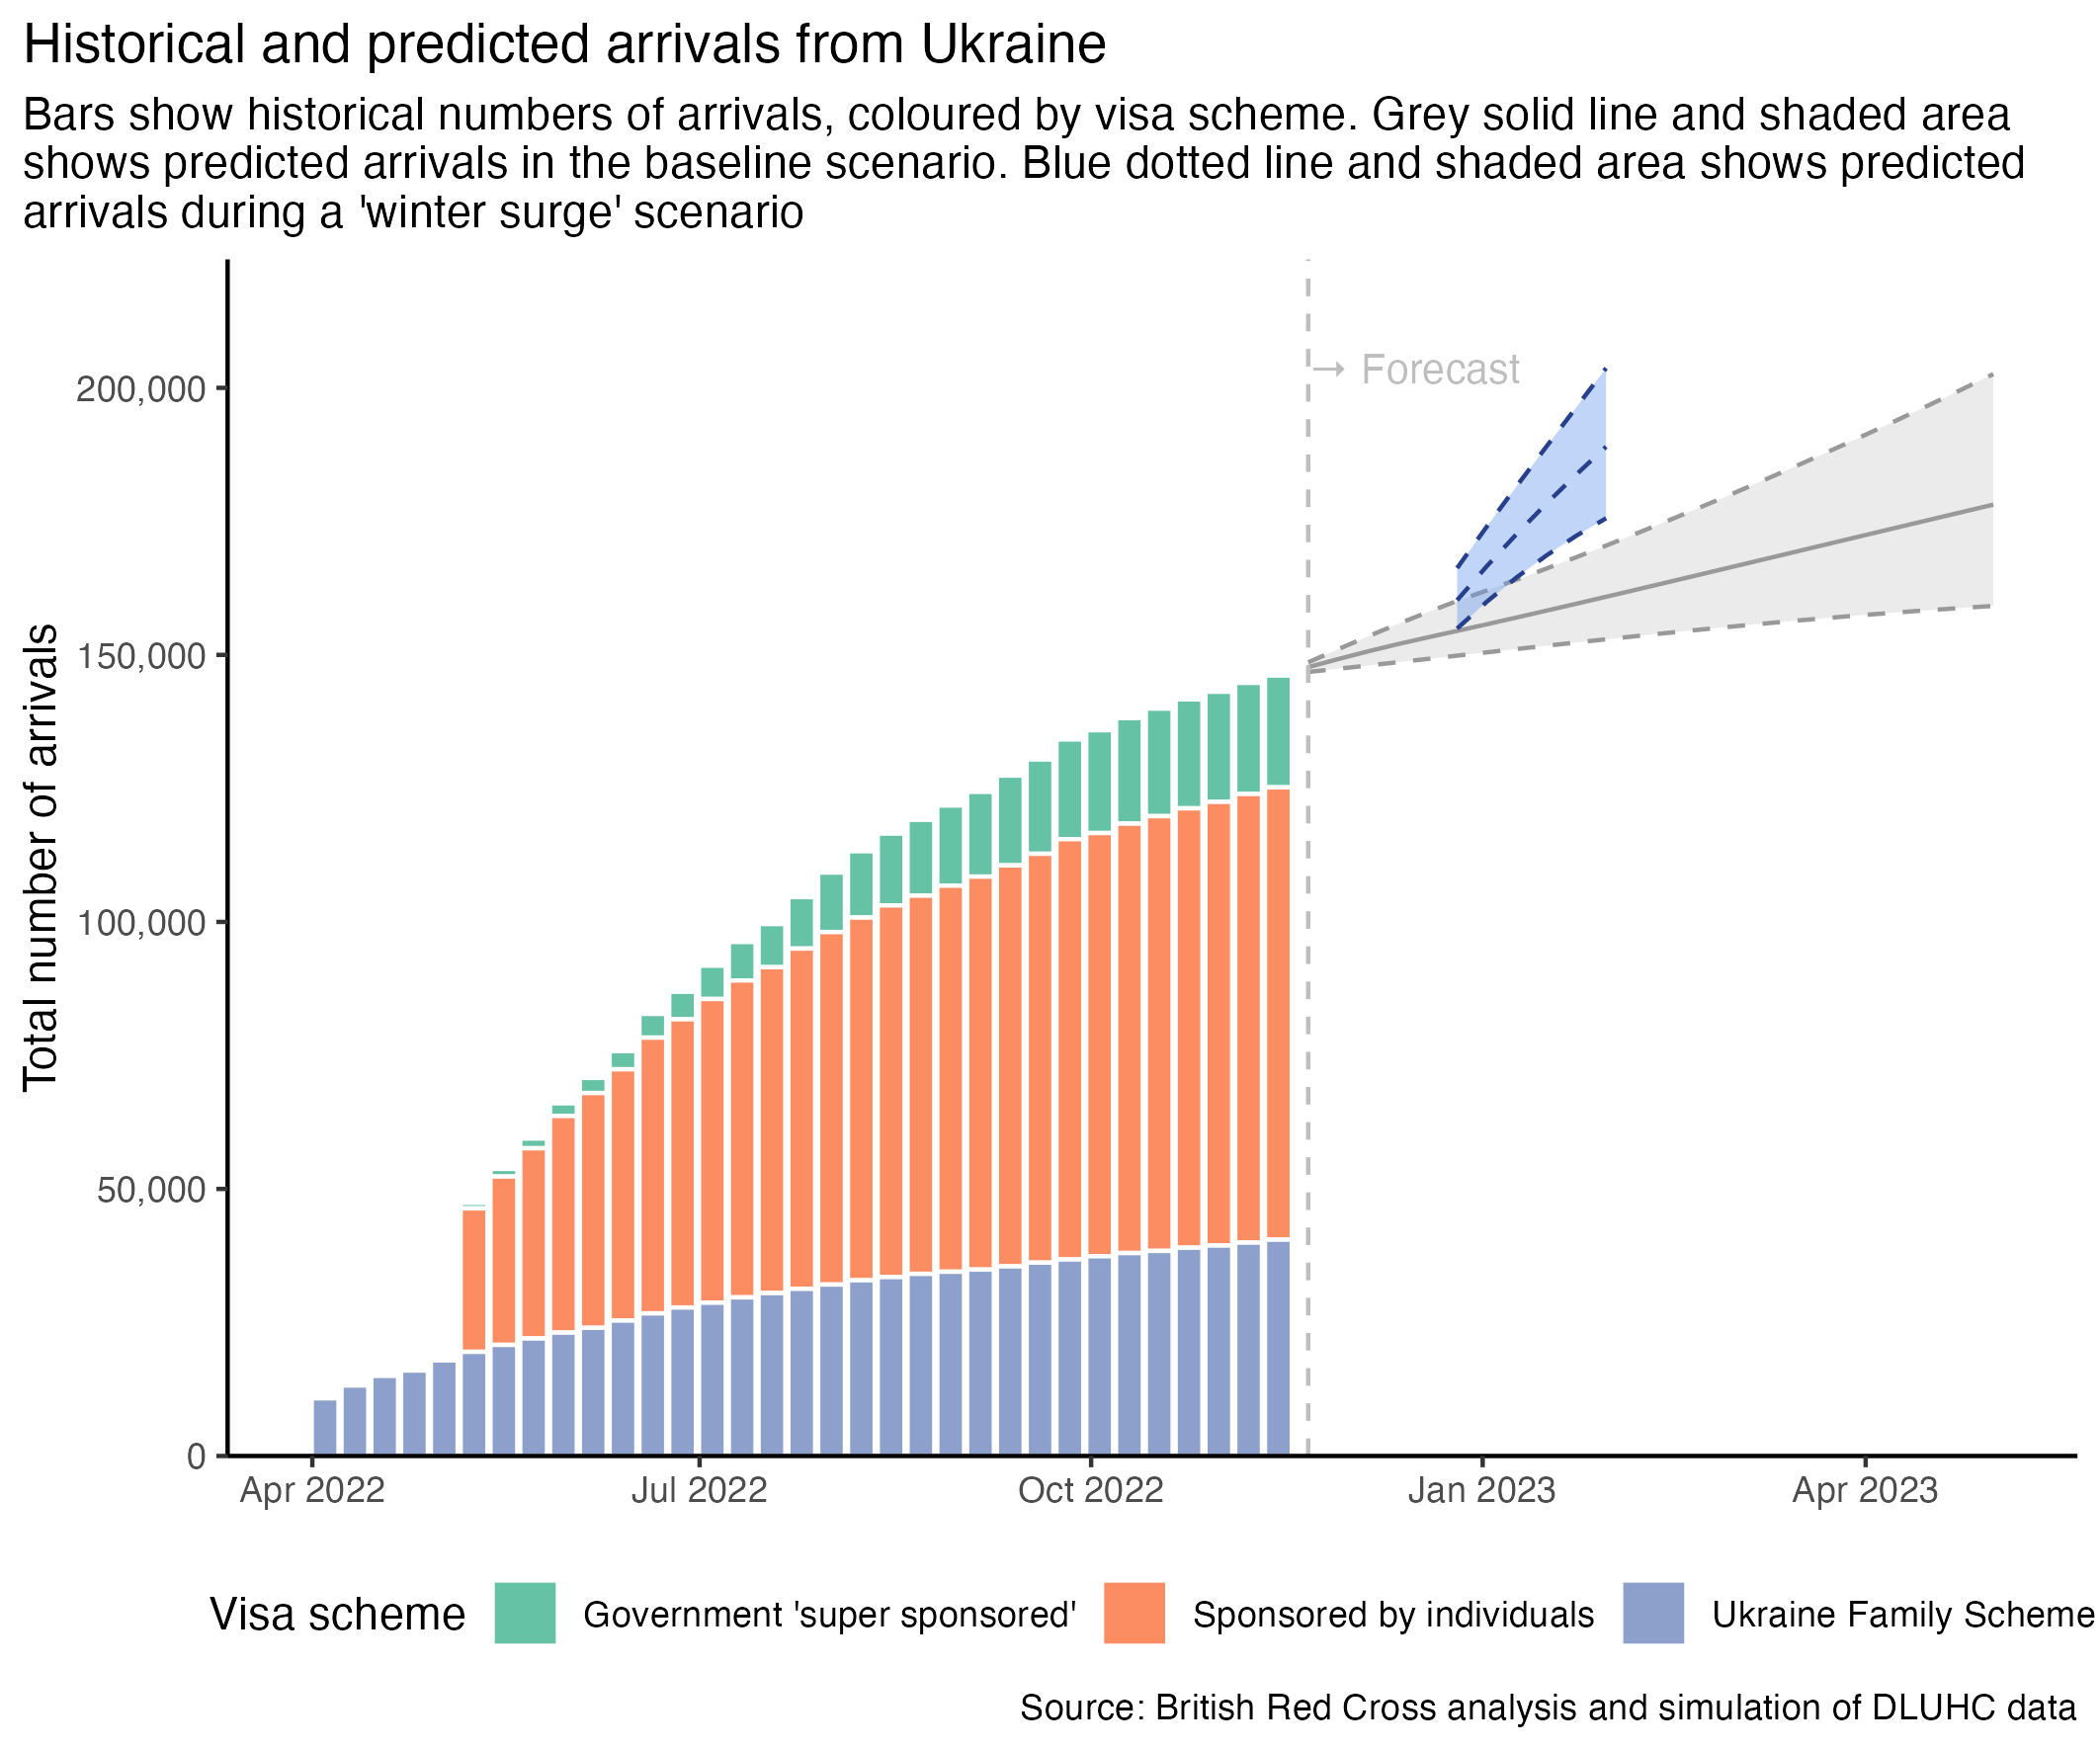 Historical and predicted arrivals from Ukraine
Bars show historical numbers of arrivals, coloured by visa scheme. Grey solid line and shaded area
shows predicted arrivals in the baseline scenario. Blue dotted line and shaded area shows predicted
arrivals during a 'winter surge' scenario
Total number of arrivals
200,000
150,000
100,000
50,000
0
→ Forecast
Apr 2022
Jul 2022
Oct 2022
Jan 2023
Apr 2023
Visa scheme
Government 'super sponsored'
Sponsored by individuals
Ukraine Family Scheme
Source: British Red Cross analysis and simulation of DLUHC data